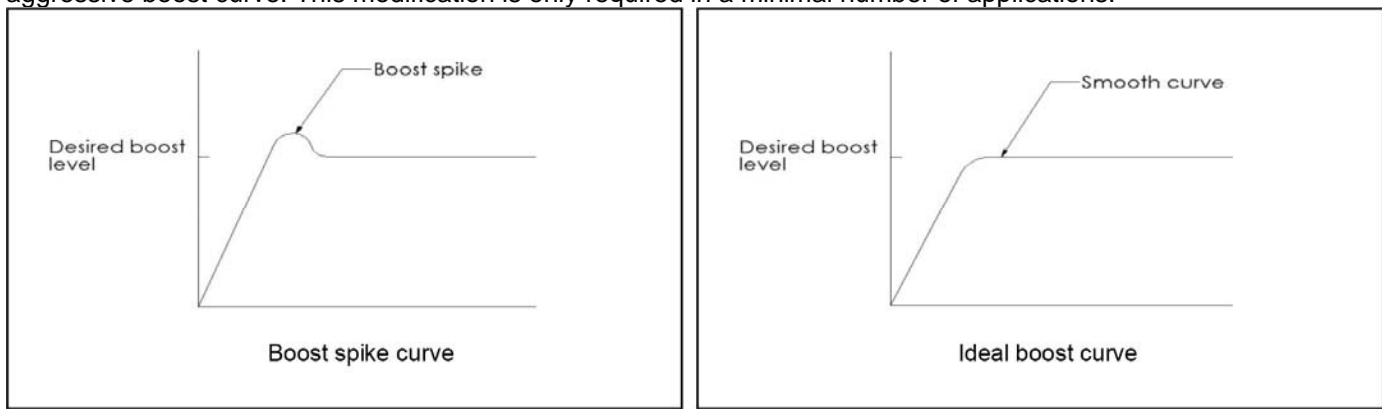 aggressive boost curve. This modification is only required in a minimal number of applications.
Boost spike
Desired boost
level
Boost spike curve
Smooth curve
Desired boost
level
Ideal boost curve